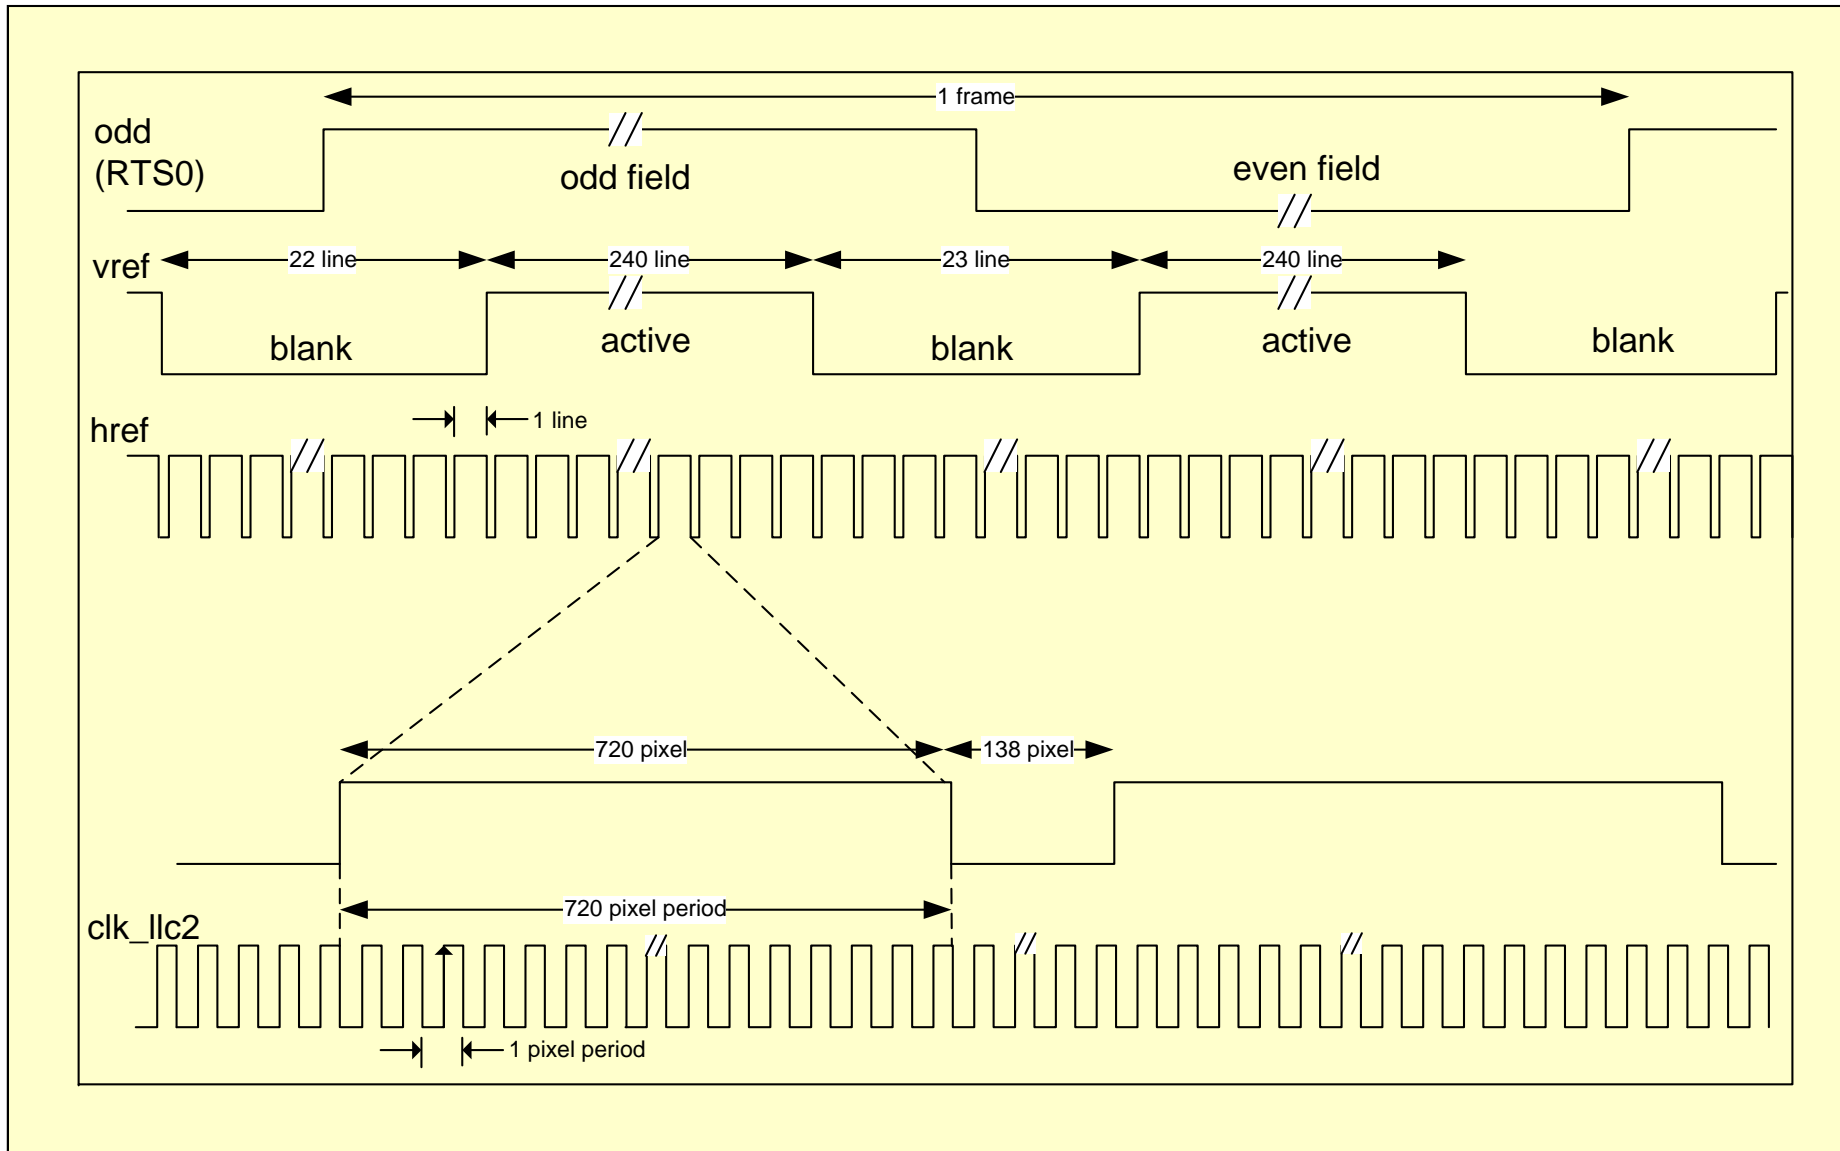 1 frame
odd
(RTS0)
odd field
even field
vref
22 line
240 line
23 line
240 line
blank
active
blank
active
blank
href
1 line
720 pixel
138 pixel
720 pixel period
clk_llc2
1 pixel period